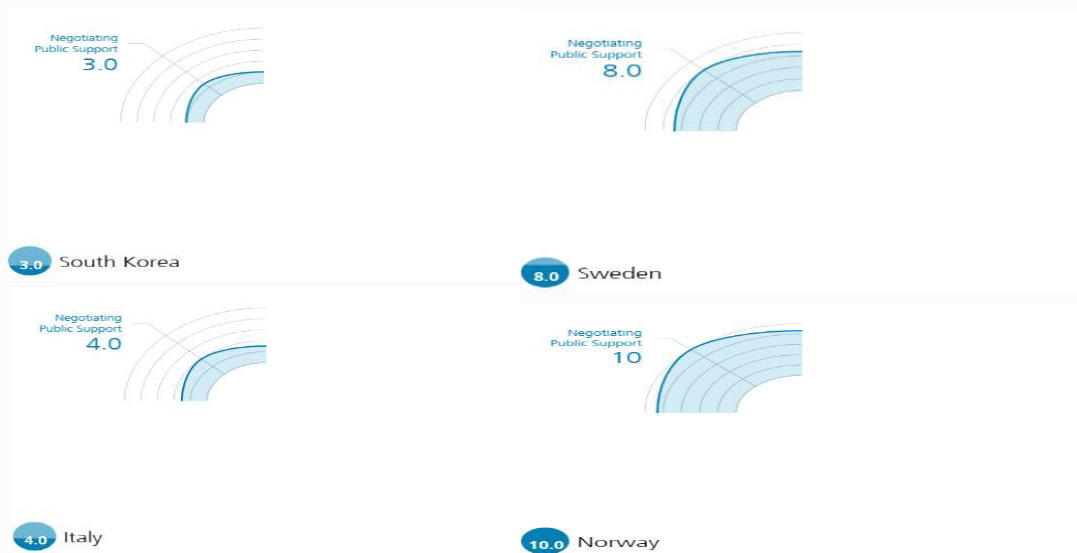 Negotiating
Public Support
3.0
3.0 South Korea
Negotiating
Public Support
8.0
8.0 Sweden
Negotiating
Public Support
4.0
4.0 Italy
Negotiating
Public Support
10
10.0 Norway